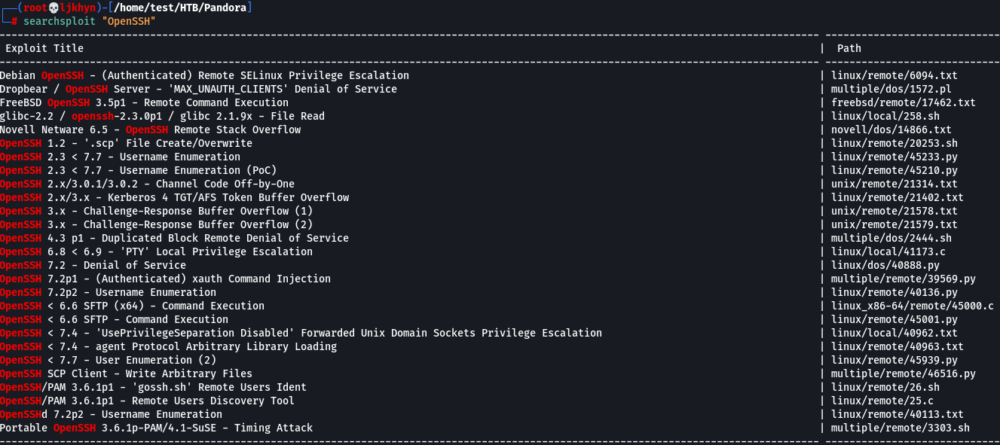 (root💀ljkhyn)-[/home/test/HTB/Pandora]
# searchsploit "OpenSSH"
Exploit Title | Path
Debian OpenSSH - (Authenticated) Remote SELinux Privilege Escalation | linux/remote/6094.txt
Dropbear / OpenSSH Server - 'MAX_UNAUTH_CLIENTS' Denial of Service | multiple/dos/1572.pl
FreeBSD OpenSSH 3.5p1 - Remote Command Execution | freebsd/remote/17462.txt
glibc-2.2 / openssh-2.3.0p1 / glibc 2.1.9x - File Read | linux/local/258.sh
Novell Netware 6.5 - OpenSSH Remote Stack Overflow | novell/dos/14866.txt
OpenSSH 1.2 - '.scp' File Create/Overwrite | linux/remote/20253.sh
OpenSSH 2.3 < 7.7 - Username Enumeration | linux/remote/45233.py
OpenSSH 2.3 < 7.7 - Username Enumeration (PoC) | linux/remote/45210.py
OpenSSH 2.x/3.0.1/3.0.2 - Channel Code Off-by-One | unix/remote/21314.txt
OpenSSH 2.x/3.x - Kerberos 4 TGT/AFS Token Buffer Overflow | linux/remote/21402.txt
OpenSSH 3.x - Challenge-Response Buffer Overflow (1) | unix/remote/21578.txt
OpenSSH 3.x - Challenge-Response Buffer Overflow (2) | unix/remote/21579.txt
OpenSSH 4.3 p1 - Duplicated Block Remote Denial of Service | multiple/dos/2444.sh
OpenSSH 6.8 < 6.9 - 'PTY' Local Privilege Escalation | linux/local/41173.c
OpenSSH 7.2 - Denial of Service | linux/dos/40888.py
OpenSSH 7.2p1 - (Authenticated) xauth Command Injection | multiple/remote/39569.py
OpenSSH 7.2p2 - Username Enumeration | linux/remote/40136.py
OpenSSH < 6.6 SFTP (x64) - Command Execution | linux_x86-64/remote/45000.c
OpenSSH < 6.6 SFTP - Command Execution | linux/remote/45001.py
OpenSSH < 7.4 - 'UsePrivilegeSeparation Disabled' Forwarded Unix Domain Sockets Privilege Escalation | linux/local/40962.txt
OpenSSH < 7.4 - agent Protocol Arbitrary Library Loading | linux/remote/40963.txt
OpenSSH < 7.7 - User Enumeration (2) | linux/remote/45939.py
OpenSSH SCP Client - Write Arbitrary Files | multiple/remote/46516.py
OpenSSH/PAM 3.6.1p1 - 'gossh.sh' Remote Users Ident | linux/remote/26.sh
OpenSSH/PAM 3.6.1p1 - Remote Users Discovery Tool | linux/remote/25.c
OpenSSHd 7.2p2 - Username Enumeration | linux/remote/40113.txt
Portable OpenSSH 3.6.1p-PAM/4.1-SuSE - Timing Attack | multiple/remote/3303.sh